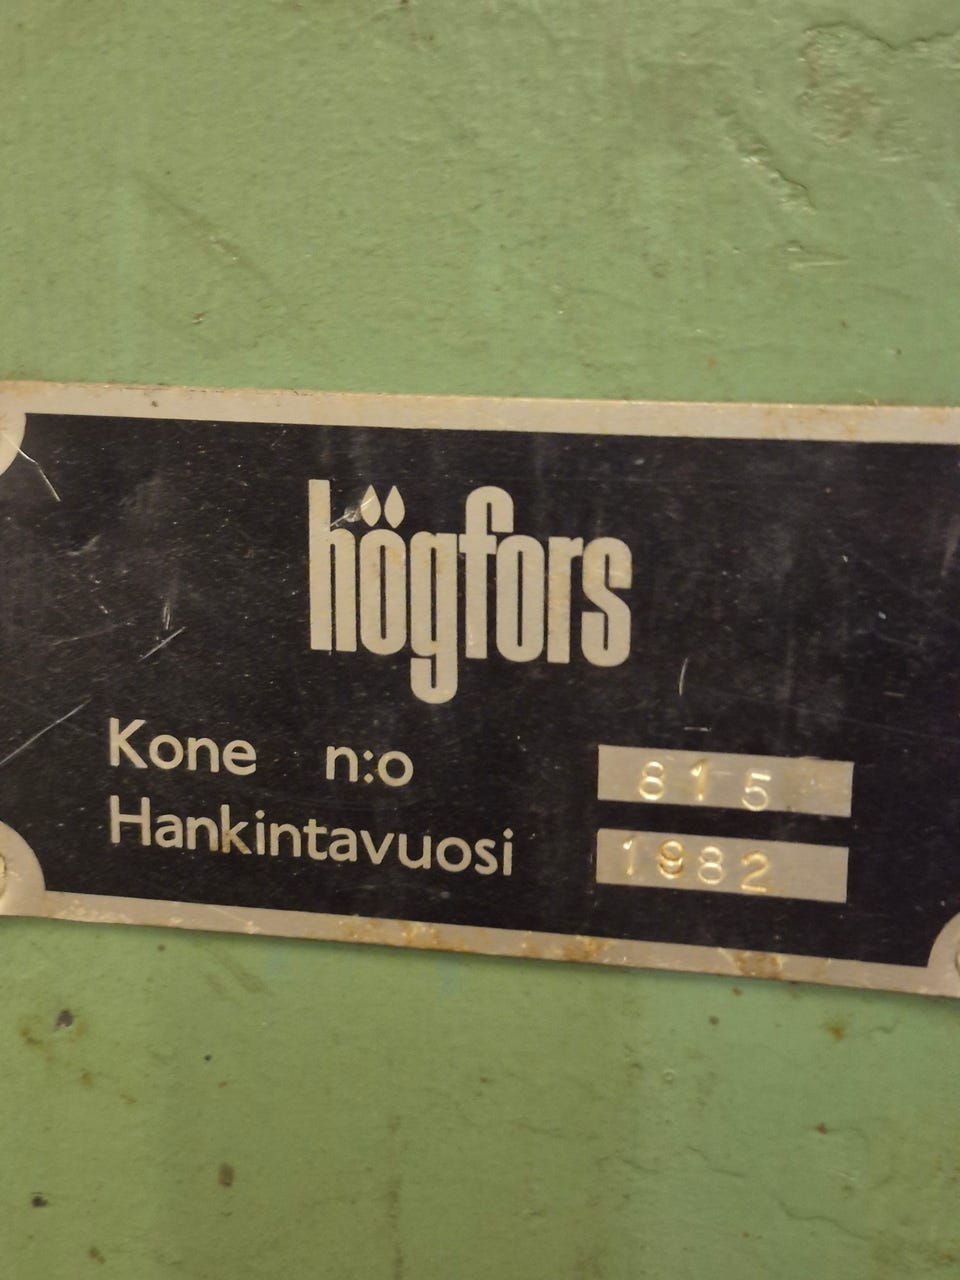 högfors
Kone n:o 815
Hankintavuosi 1982